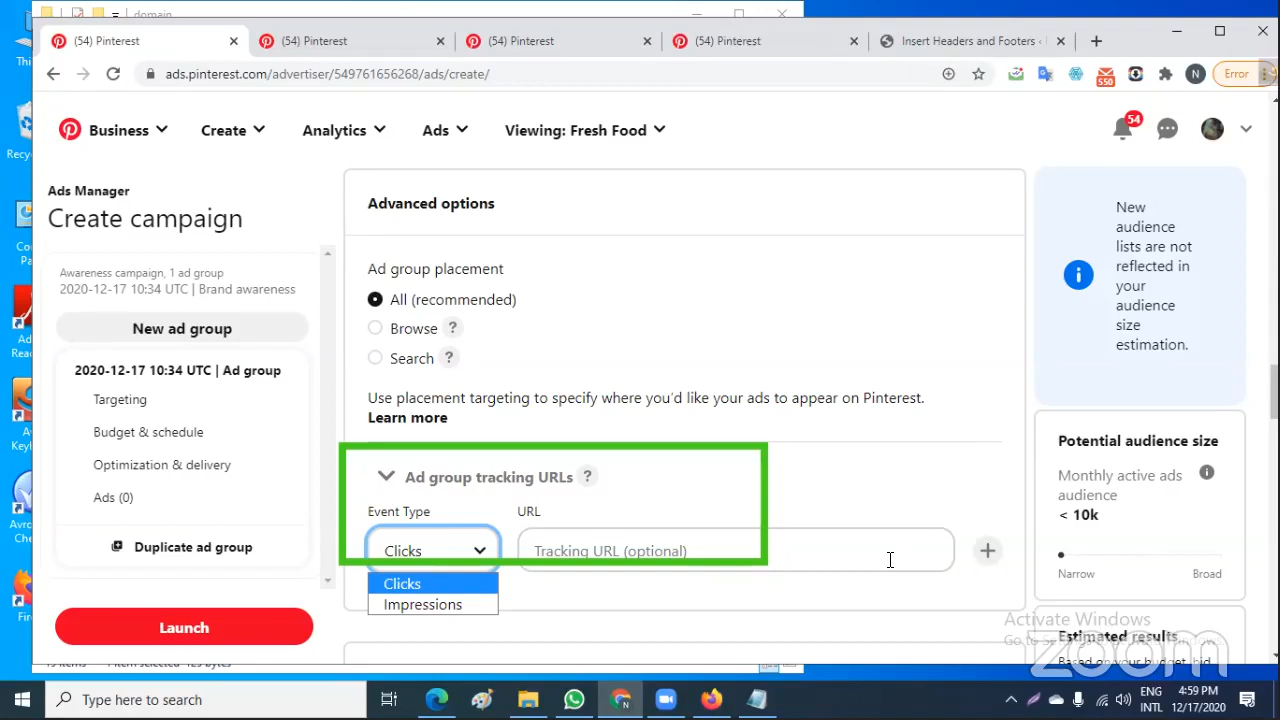 domain
(54) Pinterest
(54) Pinterest
(54) Pinterest
(54) Pinterest
Insert Headers and Footers ‹
ads.pinterest.com/advertiser/549761656268/ads/create/
550
N
Error
Business
Create
Analytics
Ads
Viewing: Fresh Food
54
Ads Manager
Create campaign
Awareness campaign, 1 ad group
2020-12-17 10:34 UTC | Brand awareness
New ad group
2020-12-17 10:34 UTC | Ad group
Targeting
Budget & schedule
Optimization & delivery
Ads (0)
Duplicate ad group
Launch
Advanced options
Ad group placement
All (recommended)
Browse ?
Search ?
Use placement targeting to specify where you'd like your ads to appear on Pinterest.
Learn more
Ad group tracking URLs ?
Event Type
URL
Clicks
Tracking URL (optional)
Clicks
Impressions
New
audience
lists are not
reflected in
your
audience
size
estimation.
Potential audience size
Monthly active ads
audience
< 10k
Narrow
Broad
Activate Windows
Estimated results
zoom
Type here to search
N
ENG
INTL
4:59 PM
12/17/2020